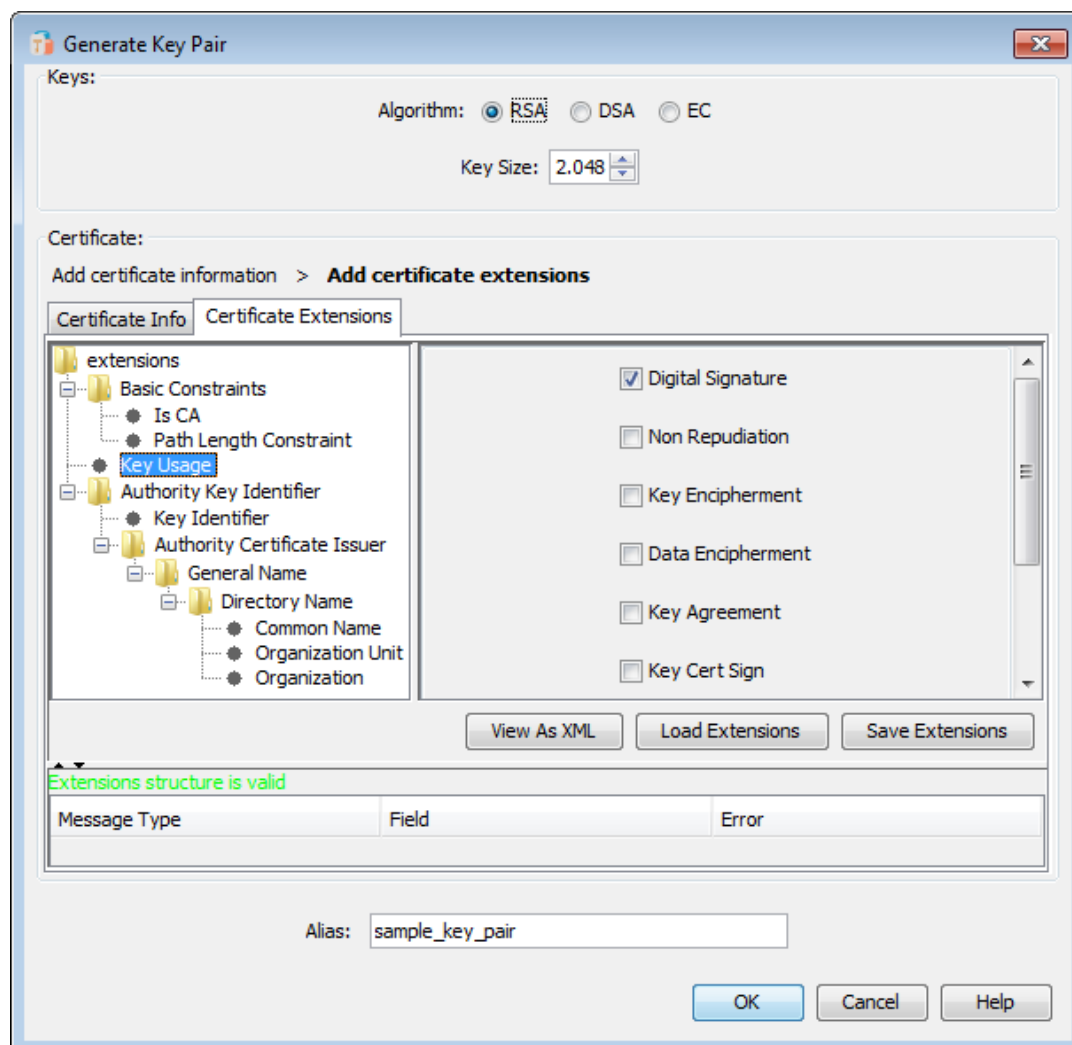 Generate Key Pair
Keys:
Algorithm: RSA DSA EC
Key Size: 2.048
Certificate:
Add certificate information > Add certificate extensions
Certificate Info Certificate Extensions
extensions
Basic Constraints
Is CA
Path Length Constraint
Key Usage
Authority Key Identifier
Key Identifier
Authority Certificate Issuer
General Name
Directory Name
Common Name
Organization Unit
Organization
Digital Signature
Non Repudiation
Key Encipherment
Data Encipherment
Key Agreement
Key Cert Sign
View As XML Load Extensions Save Extensions
Extensions structure is valid
Message Type Field Error
Alias: sample_key_pair
OK Cancel Help